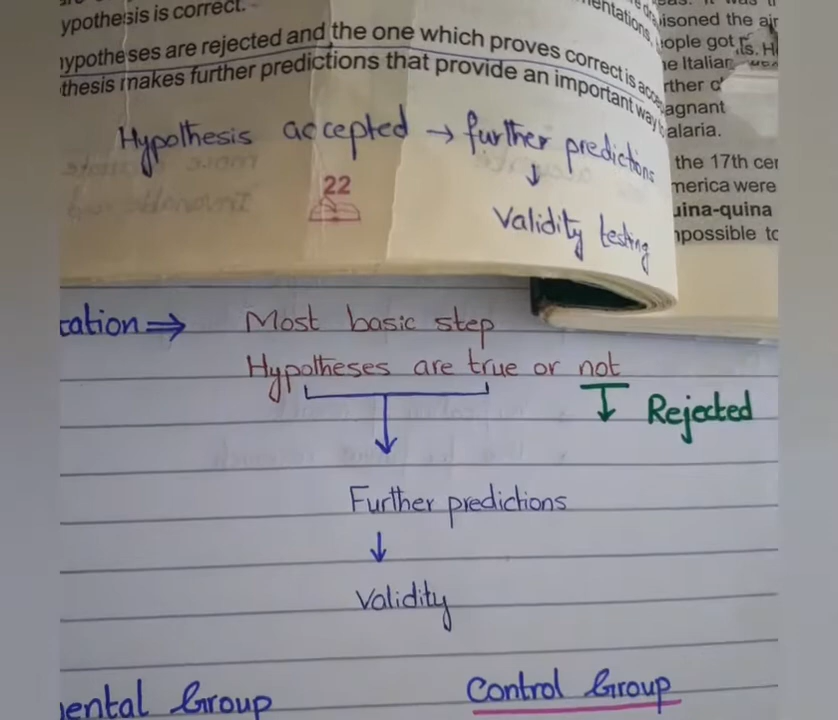 ypothesis is correct.
ypotheses are rejected and the one which proves correct is
thesis makes further predictions that provide an important way
Hypothesis accepted → further predictions
↓
22
Validity testing
isoned the air
ople got
Italian
rther
agnant
alaria.
the 17th cen
merica were
uina-quina
possible to
cation ⇒ Most basic step
Hypotheses are true or not
↓ Rejected
↓
Further predictions
↓
Validity
mental Group Control Group